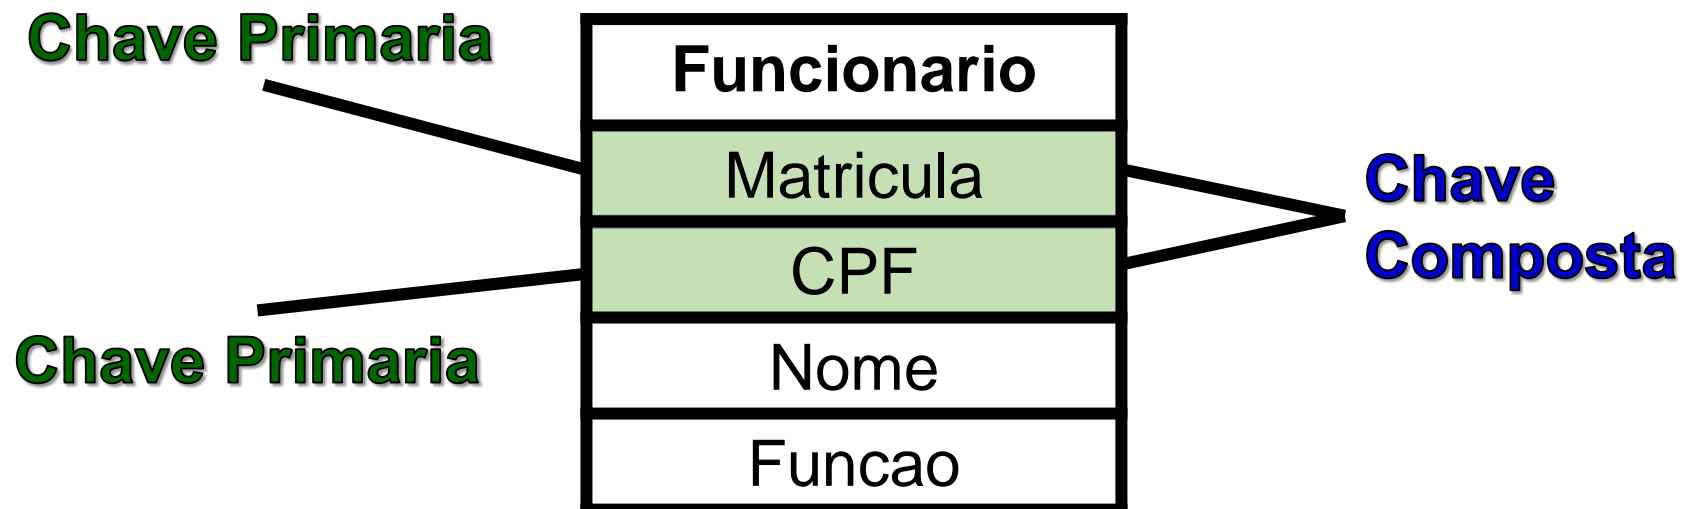 Chave Primaria
Funcionario
Matricula
CPF
Chave
Composta
Chave Primaria
Nome
Funcao